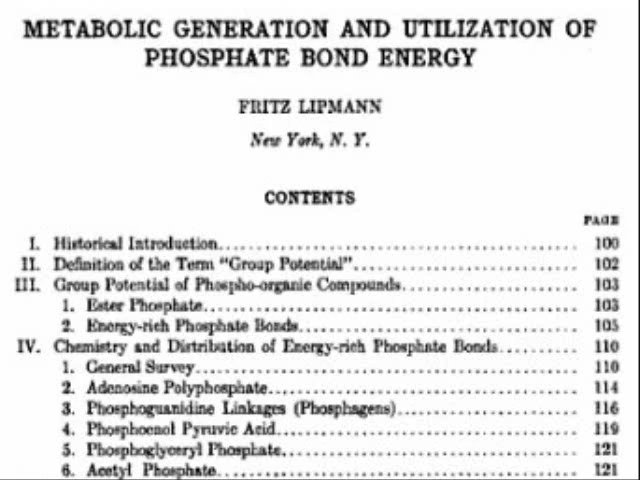 METABOLIC GENERATION AND UTILIZATION OF
PHOSPHATE BOND ENERGY
FRITZ LIPMANN
New York, N. Y.
CONTENTS
PAGE
I. Historical Introduction........................................ 100
II. Definition of the Term "Group Potential"........................ 102
III. Group Potential of Phospho-organic Compounds.................. 103
1. Ester Phosphate........................................ 103
2. Energy-rich Phosphate Bonds............................ 105
IV. Chemistry and Distribution of Energy-rich Phosphate Bonds.......... 110
1. General Survey........................................ 110
2. Adenosine Polyphosphate................................ 114
3. Phosphoguanidine Linkages (Phosphagens)................... 116
4. Phosphoenol Pyruvic Acid............................... 119
5. Phosphoglyceryl Phosphate.............................. 121
6. Acetyl Phosphate....................................... 121